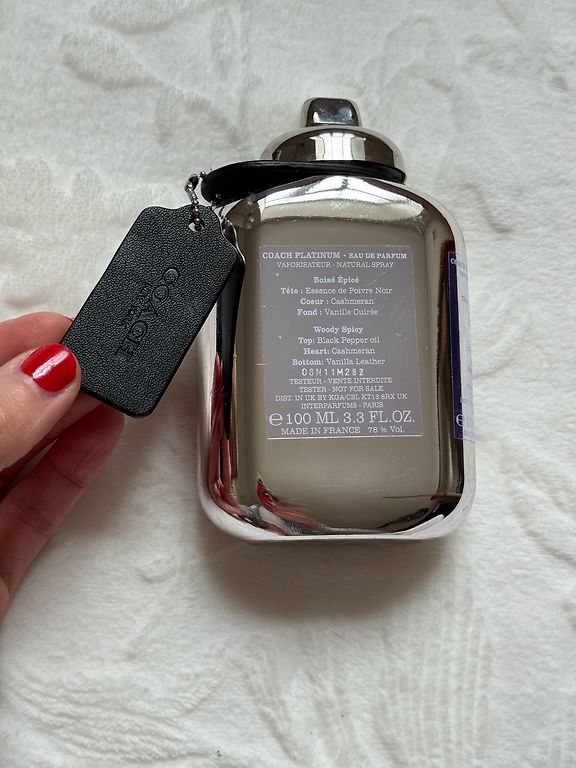 COACH
NEW YORK
COACH PLATINUM - EAU DE PARFUM
VAPORISATEUR - NATURAL SPRAY
Boisé Épicé
Tête : Essence de Poivre Noir
Coeur : Cashmeran
Fond : Vanille Cuirée
Woody Spicy
Top: Black Pepper oil
Heart: Cashmeran
Bottom: Vanilla Leather
TESTEUR - VENTE INTERDITE
TESTER - NOT FOR SALE
DIST. IN UK BY KGA/CBL KT13 8RX UK
INTERPARFUMS - PARIS
℮ 100 ML 3.3 FL.OZ.
MADE IN FRANCE 78 % Vol.